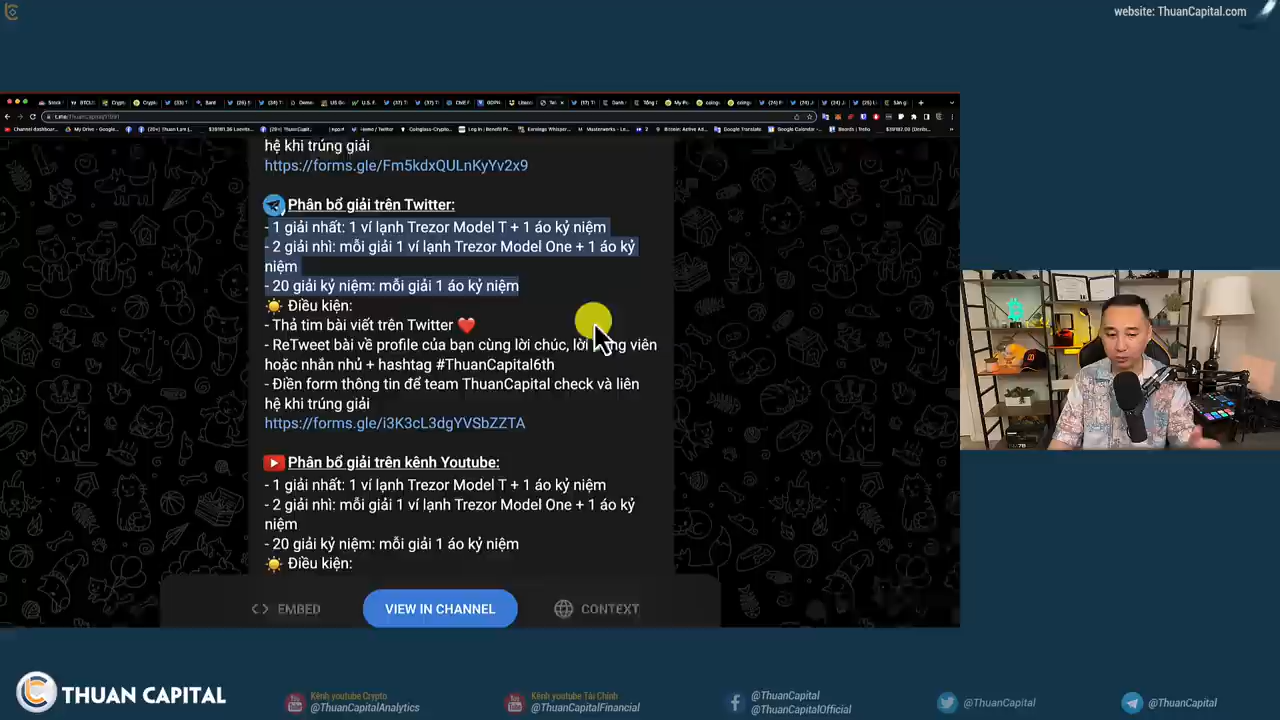 website: ThuanCapital.com
hệ khi trúng giải
https://forms.gle/Fm5kdxQULnKyYv2x9
Phân bổ giải trên Twitter:
- 1 giải nhất: 1 ví lạnh Trezor Model T + 1 áo kỷ niệm
- 2 giải nhì: mỗi giải 1 ví lạnh Trezor Model One + 1 áo kỷ
niệm
- 20 giải kỷ niệm: mỗi giải 1 áo kỷ niệm
Điều kiện:
- Thả tim bài viết trên Twitter
- ReTweet bài về profile của bạn cùng lời chúc, lời viên
hoặc nhắn nhủ + hashtag #ThuanCapital6th
- Điền form thông tin để team ThuanCapital check và liên
hệ khi trúng giải
https://forms.gle/i3K3cL3dgYVSbZZTA
Phân bổ giải trên kênh Youtube:
- 1 giải nhất: 1 ví lạnh Trezor Model T + 1 áo kỷ niệm
- 2 giải nhì: mỗi giải 1 ví lạnh Trezor Model One + 1 áo kỷ
niệm
- 20 giải kỷ niệm: mỗi giải 1 áo kỷ niệm
Điều kiện:
EMBED
VIEW IN CHANNEL
CONTEXT
THUAN CAPITAL
Kênh youtube Crypto
@ThuanCapitalAnalytics
Kênh youtube Tài Chính
@ThuanCapitalFinancial
@ThuanCapital
@ThuanCapitalOfficial
@ThuanCapital
@ThuanCapital